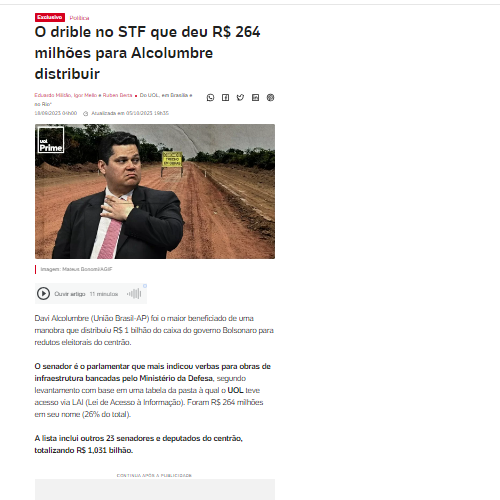 Exclusivo Política
O drible no STF que deu R$ 264
milhões para Alcolumbre
distribuir
Eduardo Militão, Igor Mello e Ruben Berta • Do UOL, em Brasília e
no Rio*
18/09/2023 04h00 Atualizada em 05/10/2023 19h35
uol
Prime
Imagem: Mateus Bonomi/AGIF
Ouvir artigo 11 minutos
Davi Alcolumbre (União Brasil-AP) foi o maior beneficiado de uma
manobra que distribuiu R$ 1 bilhão do caixa do governo Bolsonaro para
redutos eleitorais do centrão.
O senador é o parlamentar que mais indicou verbas para obras de
infraestrutura bancadas pelo Ministério da Defesa, segundo
levantamento com base em uma tabela da pasta à qual o UOL teve
acesso via LAI (Lei de Acesso à Informação). Foram R$ 264 milhões
em seu nome (26% do total).
A lista inclui outros 23 senadores e deputados do centrão,
totalizando R$ 1,031 bilhão.
CONTINUA APÓS A PUBLICIDADE